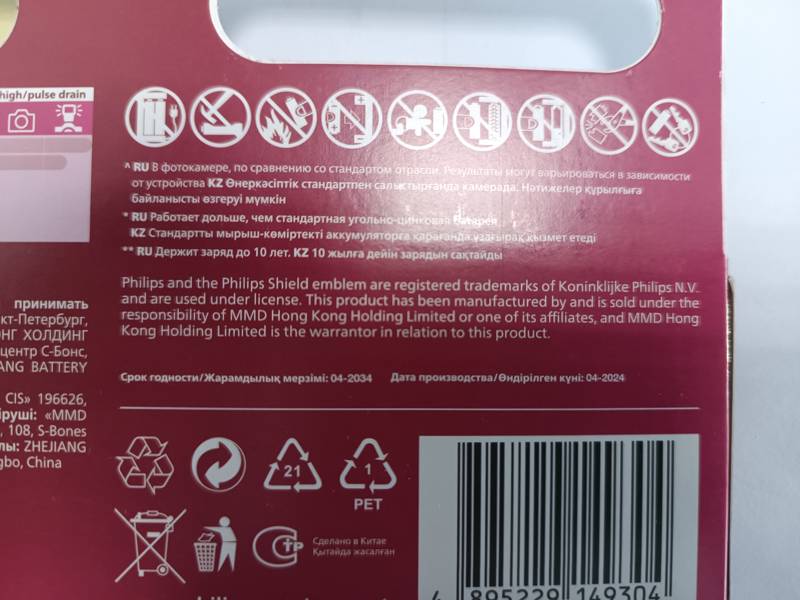 high/pulse drain
^ RU В фотокамере, по сравнению со стандартом отрасли. Результаты могут варьироваться в зависимости
от устройства KZ Өнеркәсіптік стандартпен салыстырғанда камерада. Нәтижелер құрылғыға
байланысты өзгеруі мүмкін
* RU Работает дольше, чем стандартная угольно-цинковая батарея
KZ Стандартты мырыш-көміртекті аккумуляторға қарағанда ұзағырақ қызмет етеді
** RU Держит заряд до 10 лет. KZ 10 жылға дейін зарядын сақтайды
Philips and the Philips Shield emblem are registered trademarks of Koninklijke Philips N.V.
and are used under license. This product has been manufactured by and is sold under the
responsibility of MMD Hong Kong Holding Limited or one of its affiliates, and MMD Hong
Kong Holding Limited is the warrantor in relation to this product.
принимать
кт-Петербург,
НГ ХОЛДИНГ
центр С-Бонс,
ANG BATTERY
Срок годности/Жарамдылық мерзімі: 04-2034 Дата производства/Өндірілген күні: 04-2024
CIS» 196626,
іруші: «MMD
, 108, S-Bones
лы: ZHEJIANG
gbo, China
21
1
PET
Сделано в Китае
Қытайда жасалған
4 895229 149304